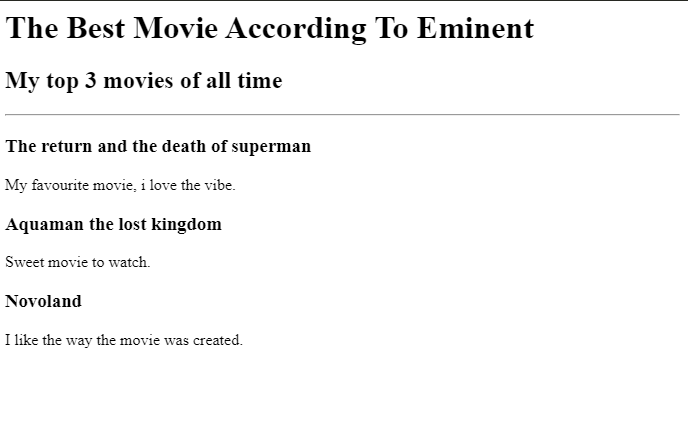 The Best Movie According To Eminent
My top 3 movies of all time
The return and the death of superman
My favourite movie, i love the vibe.
Aquaman the lost kingdom
Sweet movie to watch.
Novoland
I like the way the movie was created.